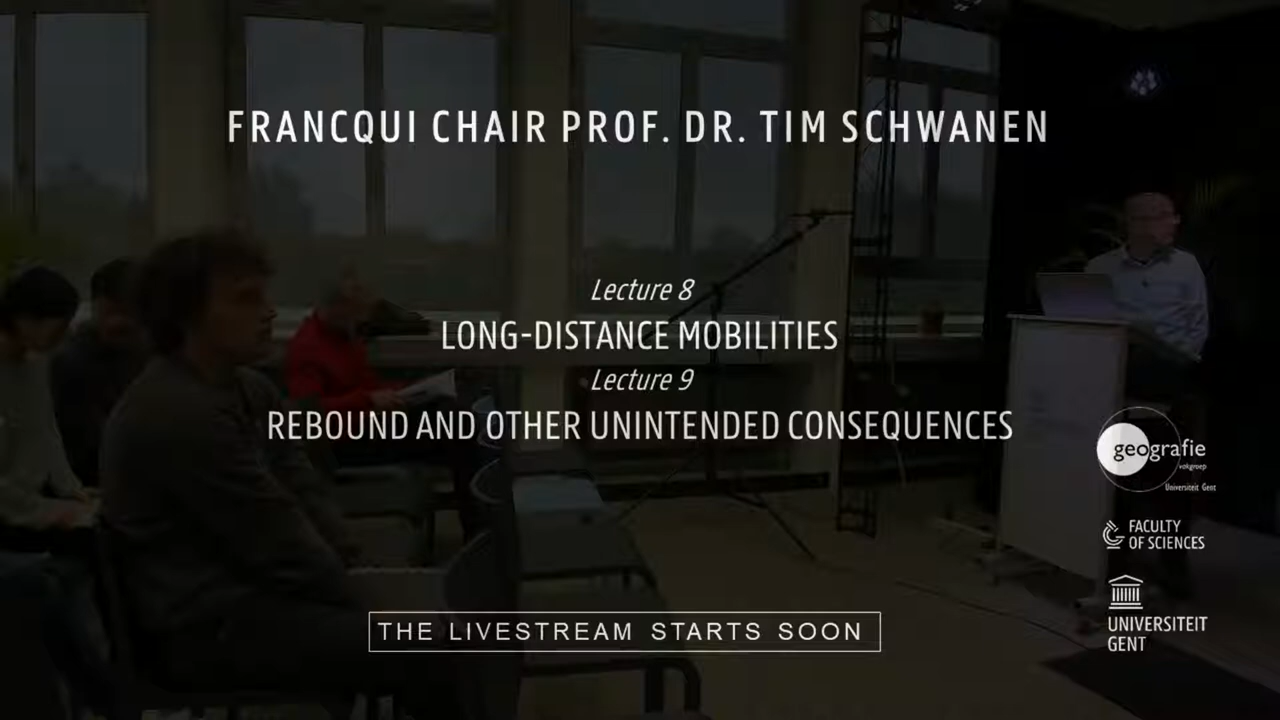 FRANCQUI CHAIR PROF. DR. TIM SCHWANEN
Lecture 8
LONG-DISTANCE MOBILITIES
Lecture 9
REBOUND AND OTHER UNINTENDED CONSEQUENCES
geografie
vakgroep
Universiteit Gent
FACULTY
OF SCIENCES
UNIVERSITEIT
GENT
THE LIVESTREAM STARTS SOON